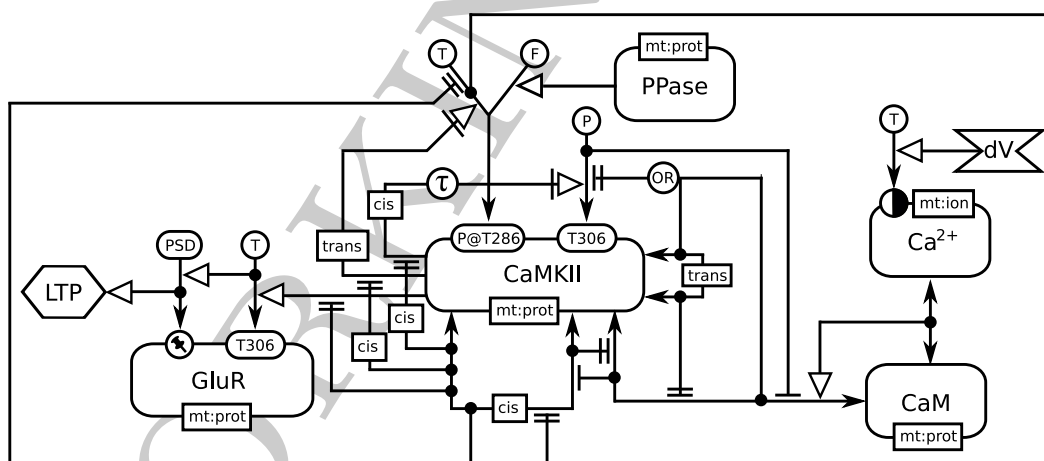 T
F
mt:prot
PPase
P
T
dV
τ
OR
cis
mt:ion
Ca2+
P@T286
T306
CaMKII
mt:prot
trans
trans
PSD
T
LTP
T306
GluR
mt:prot
cis
cis
cis
CaM
mt:prot
ORKIN